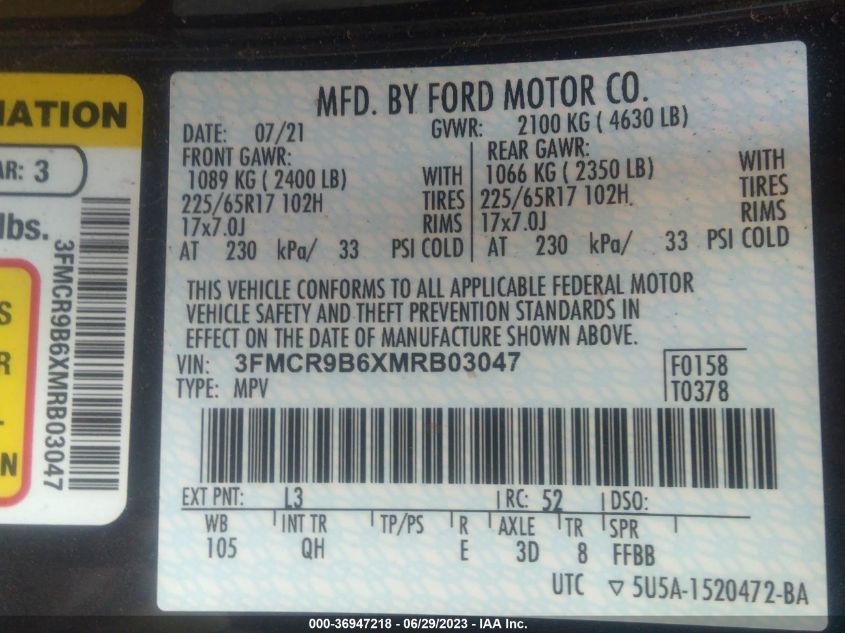 MATION
AR: 3
lbs.
3FMCR9B6XMRB03047
S
R
N
MFD. BY FORD MOTOR CO.
DATE: 07/21 GVWR: 2100 KG ( 4630 LB)
FRONT GAWR: REAR GAWR:
1089 KG ( 2400 LB) WITH 1066 KG ( 2350 LB) WITH
225/65R17 102H TIRES 225/65R17 102H TIRES
17x7.0J RIMS 17x7.0J RIMS
AT 230 kPa/ 33 PSI COLD AT 230 kPa/ 33 PSI COLD
THIS VEHICLE CONFORMS TO ALL APPLICABLE FEDERAL MOTOR
VEHICLE SAFETY AND THEFT PREVENTION STANDARDS IN
EFFECT ON THE DATE OF MANUFACTURE SHOWN ABOVE.
VIN: 3FMCR9B6XMRB03047 F0158
TYPE: MPV T0378
EXT PNT: L3 RC: 52 DSO:
WB INT TR TP/PS R AXLE TR SPR
105 QH E 3D 8 FFBB
UTC ▽ 5U5A-1520472-BA
000-36947218 - 06/29/2023 - IAA Inc.